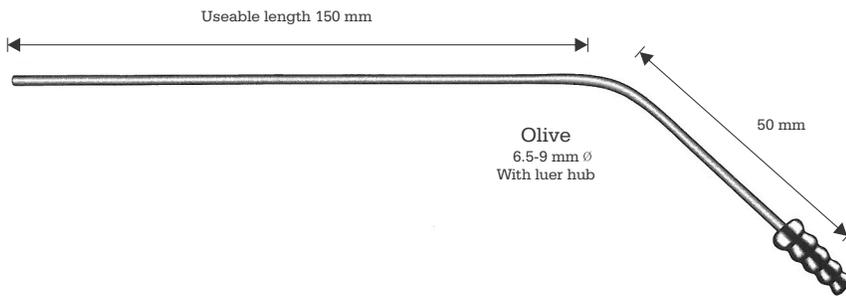 Useable length 150 mm
50 mm
Olive
6.5-9 mm Ø
With luer hub